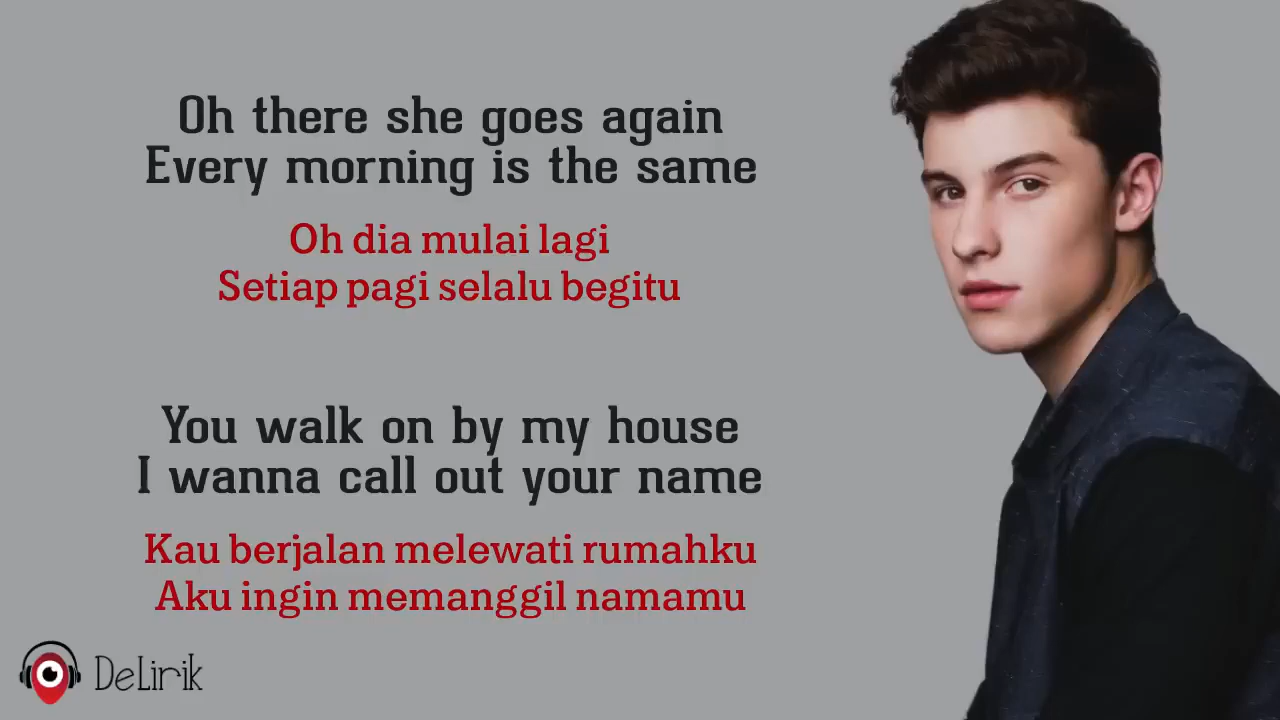 Oh there she goes again
Every morning is the same
Oh dia mulai lagi
Setiap pagi selalu begitu
You walk on by my house
I wanna call out your name
Kau berjalan melewati rumahku
Aku ingin memanggil namamu
DeLirik